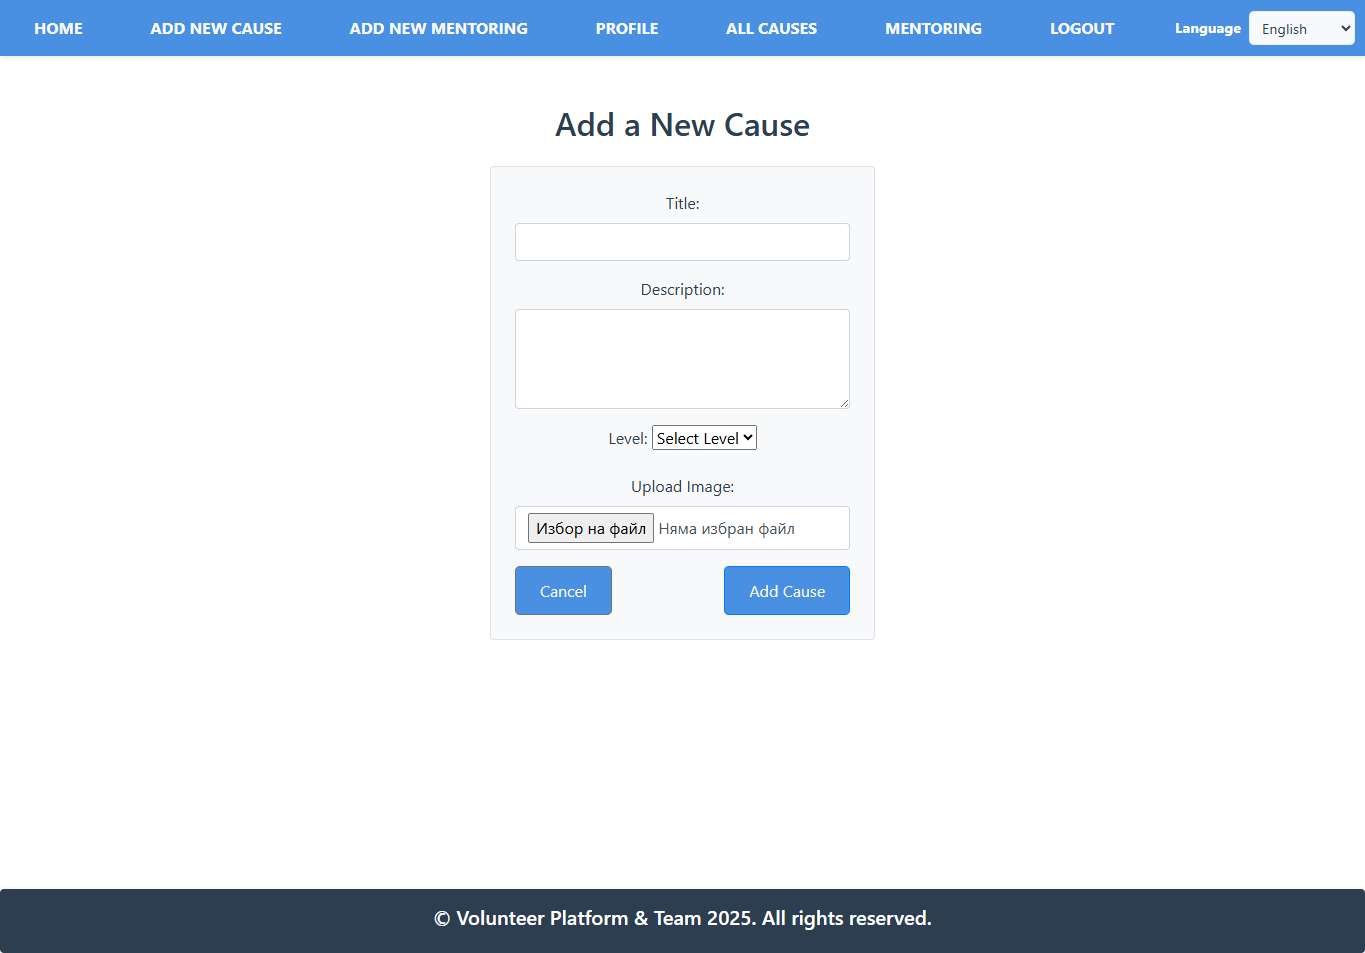 HOME ADD NEW CAUSE ADD NEW MENTORING PROFILE ALL CAUSES MENTORING LOGOUT Language English
Add a New Cause
Title:
Description:
Level: Select Level
Upload Image:
Избор на файл Няма избран файл
Cancel Add Cause
© Volunteer Platform & Team 2025. All rights reserved.